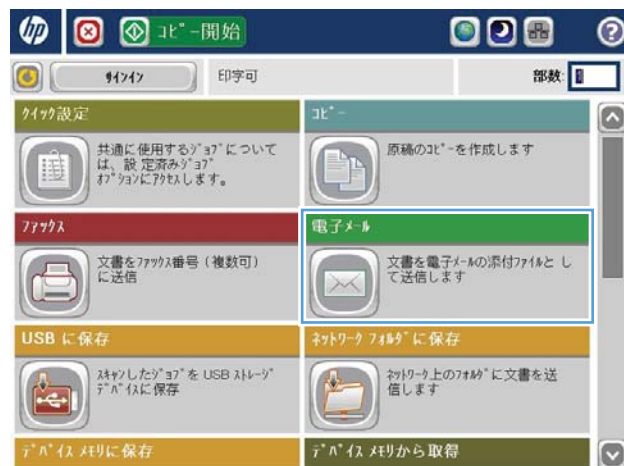 hp
ｺﾋﾟｰ開始
?
ｻｲﾝｲﾝ
印字可
部数: 1
ｸｲｯｸ設定
ｺﾋﾟｰ
共通に使用するｼﾞｮﾌﾞについて
は、設 定済みｼﾞｮﾌﾞ
ｵﾌﾟｼｮﾝにｱｸｾｽしま す。
原稿のｺﾋﾟｰを作成します
ﾌｧｯｸｽ
電子ﾒｰﾙ
文書をﾌｧｯｸｽ番号 (複数可)
に送信
文書を電子ﾒｰﾙの添付ﾌｧｲﾙと し
て送信しま す
USB に保存
ﾈｯﾄﾜｰｸ ﾌｫﾙﾀﾞに保存
ｽｷｬﾝしたｼﾞｮﾌﾞを USB ｽﾄﾚｰｼﾞ
ﾃﾞﾊﾞｲｽに保存
ﾈｯﾄﾜｰｸ上のﾌｫﾙﾀﾞに文書を送
信しま す
ﾃﾞﾊﾞｲｽ ﾒﾓﾘに保存
ﾃﾞﾊﾞｲｽ ﾒﾓﾘから取得